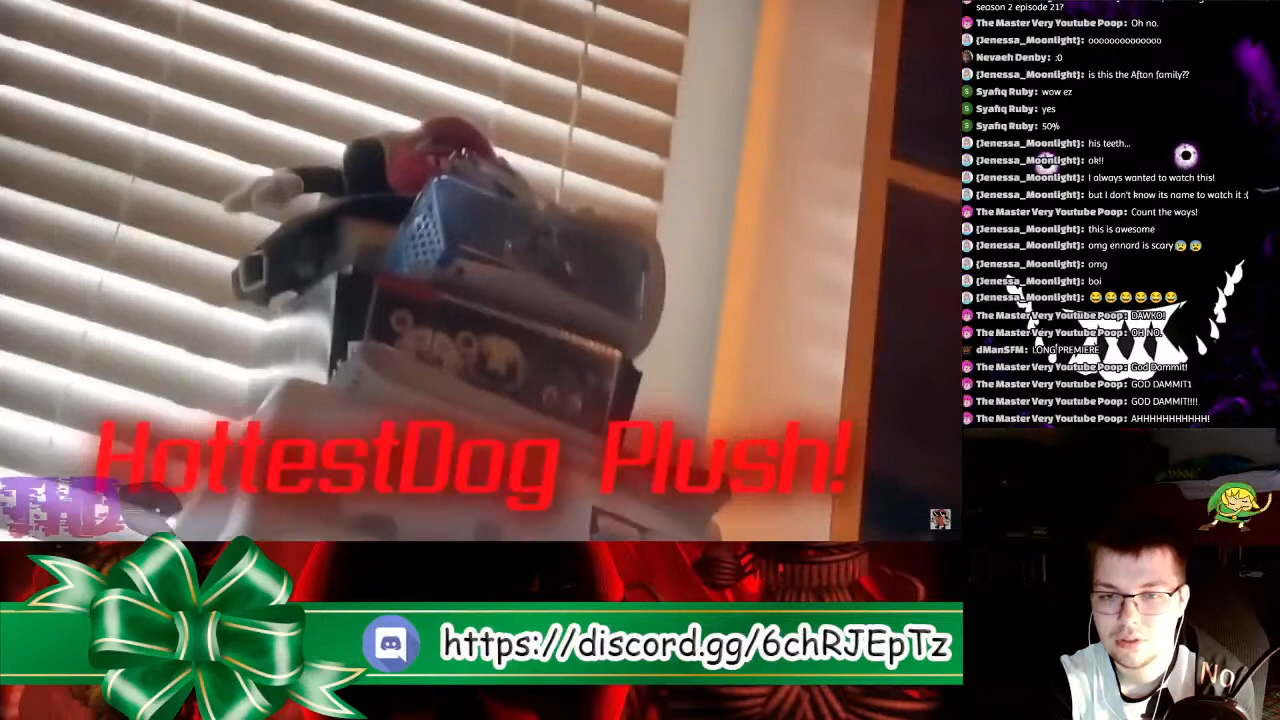 season 2 episode 21?
The Master Very Youtube Poop: Oh no.
{Jenessa_Moonlight}: oooooooooooooo
Nevaeh Denby: :0
{Jenessa_Moonlight}: is this the Afton family??
Syafiq Ruby: wow ez
Syafiq Ruby: yes
Syafiq Ruby: 50%
{Jenessa_Moonlight}: his teeth...
{Jenessa_Moonlight}: ok!!
{Jenessa_Moonlight}: I always wanted to watch this!
{Jenessa_Moonlight}: but I don't know its name to watch it :(
The Master Very Youtube Poop: Count the ways!
{Jenessa_Moonlight}: this is awesome
{Jenessa_Moonlight}: omg ennard is scary😰 😰
{Jenessa_Moonlight}: omg
{Jenessa_Moonlight}: boi
{Jenessa_Moonlight}: 😂 😂 😂 😂 😂 😂
The Master Very Youtube Poop: DAWKO!
The Master Very Youtube Poop: OH NO.
dManSFM: LONG PREMIERE
The Master Very Youtube Poop: God Dammit!
The Master Very Youtube Poop: GOD DAMMIT1
The Master Very Youtube Poop: GOD DAMMIT!!!!
The Master Very Youtube Poop: AHHHHHHHHHHH!
HottestDog Plush!
https://discord.gg/6chRJEpTz
No